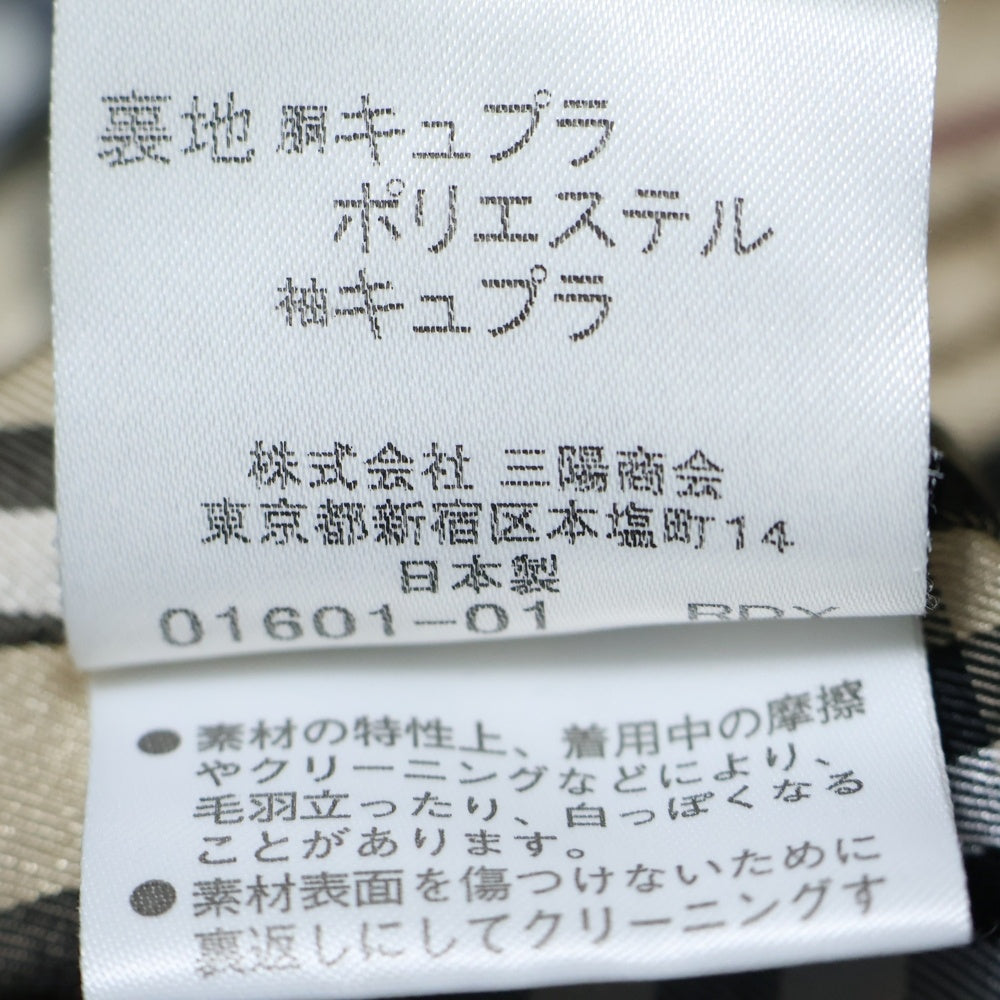 裏地 胴キュプラ
ポリエステル
袖キュプラ
株式会社 三陽商会
東京都新宿区本塩町14
日本製
01601-01 RDX
● 素材の特性上、着用中の摩擦
やクリーニングなどにより、
毛羽立ったり、白っぽくなる
ことがあります。
● 素材表面を傷つけないために
裏返しにしてクリーニングす